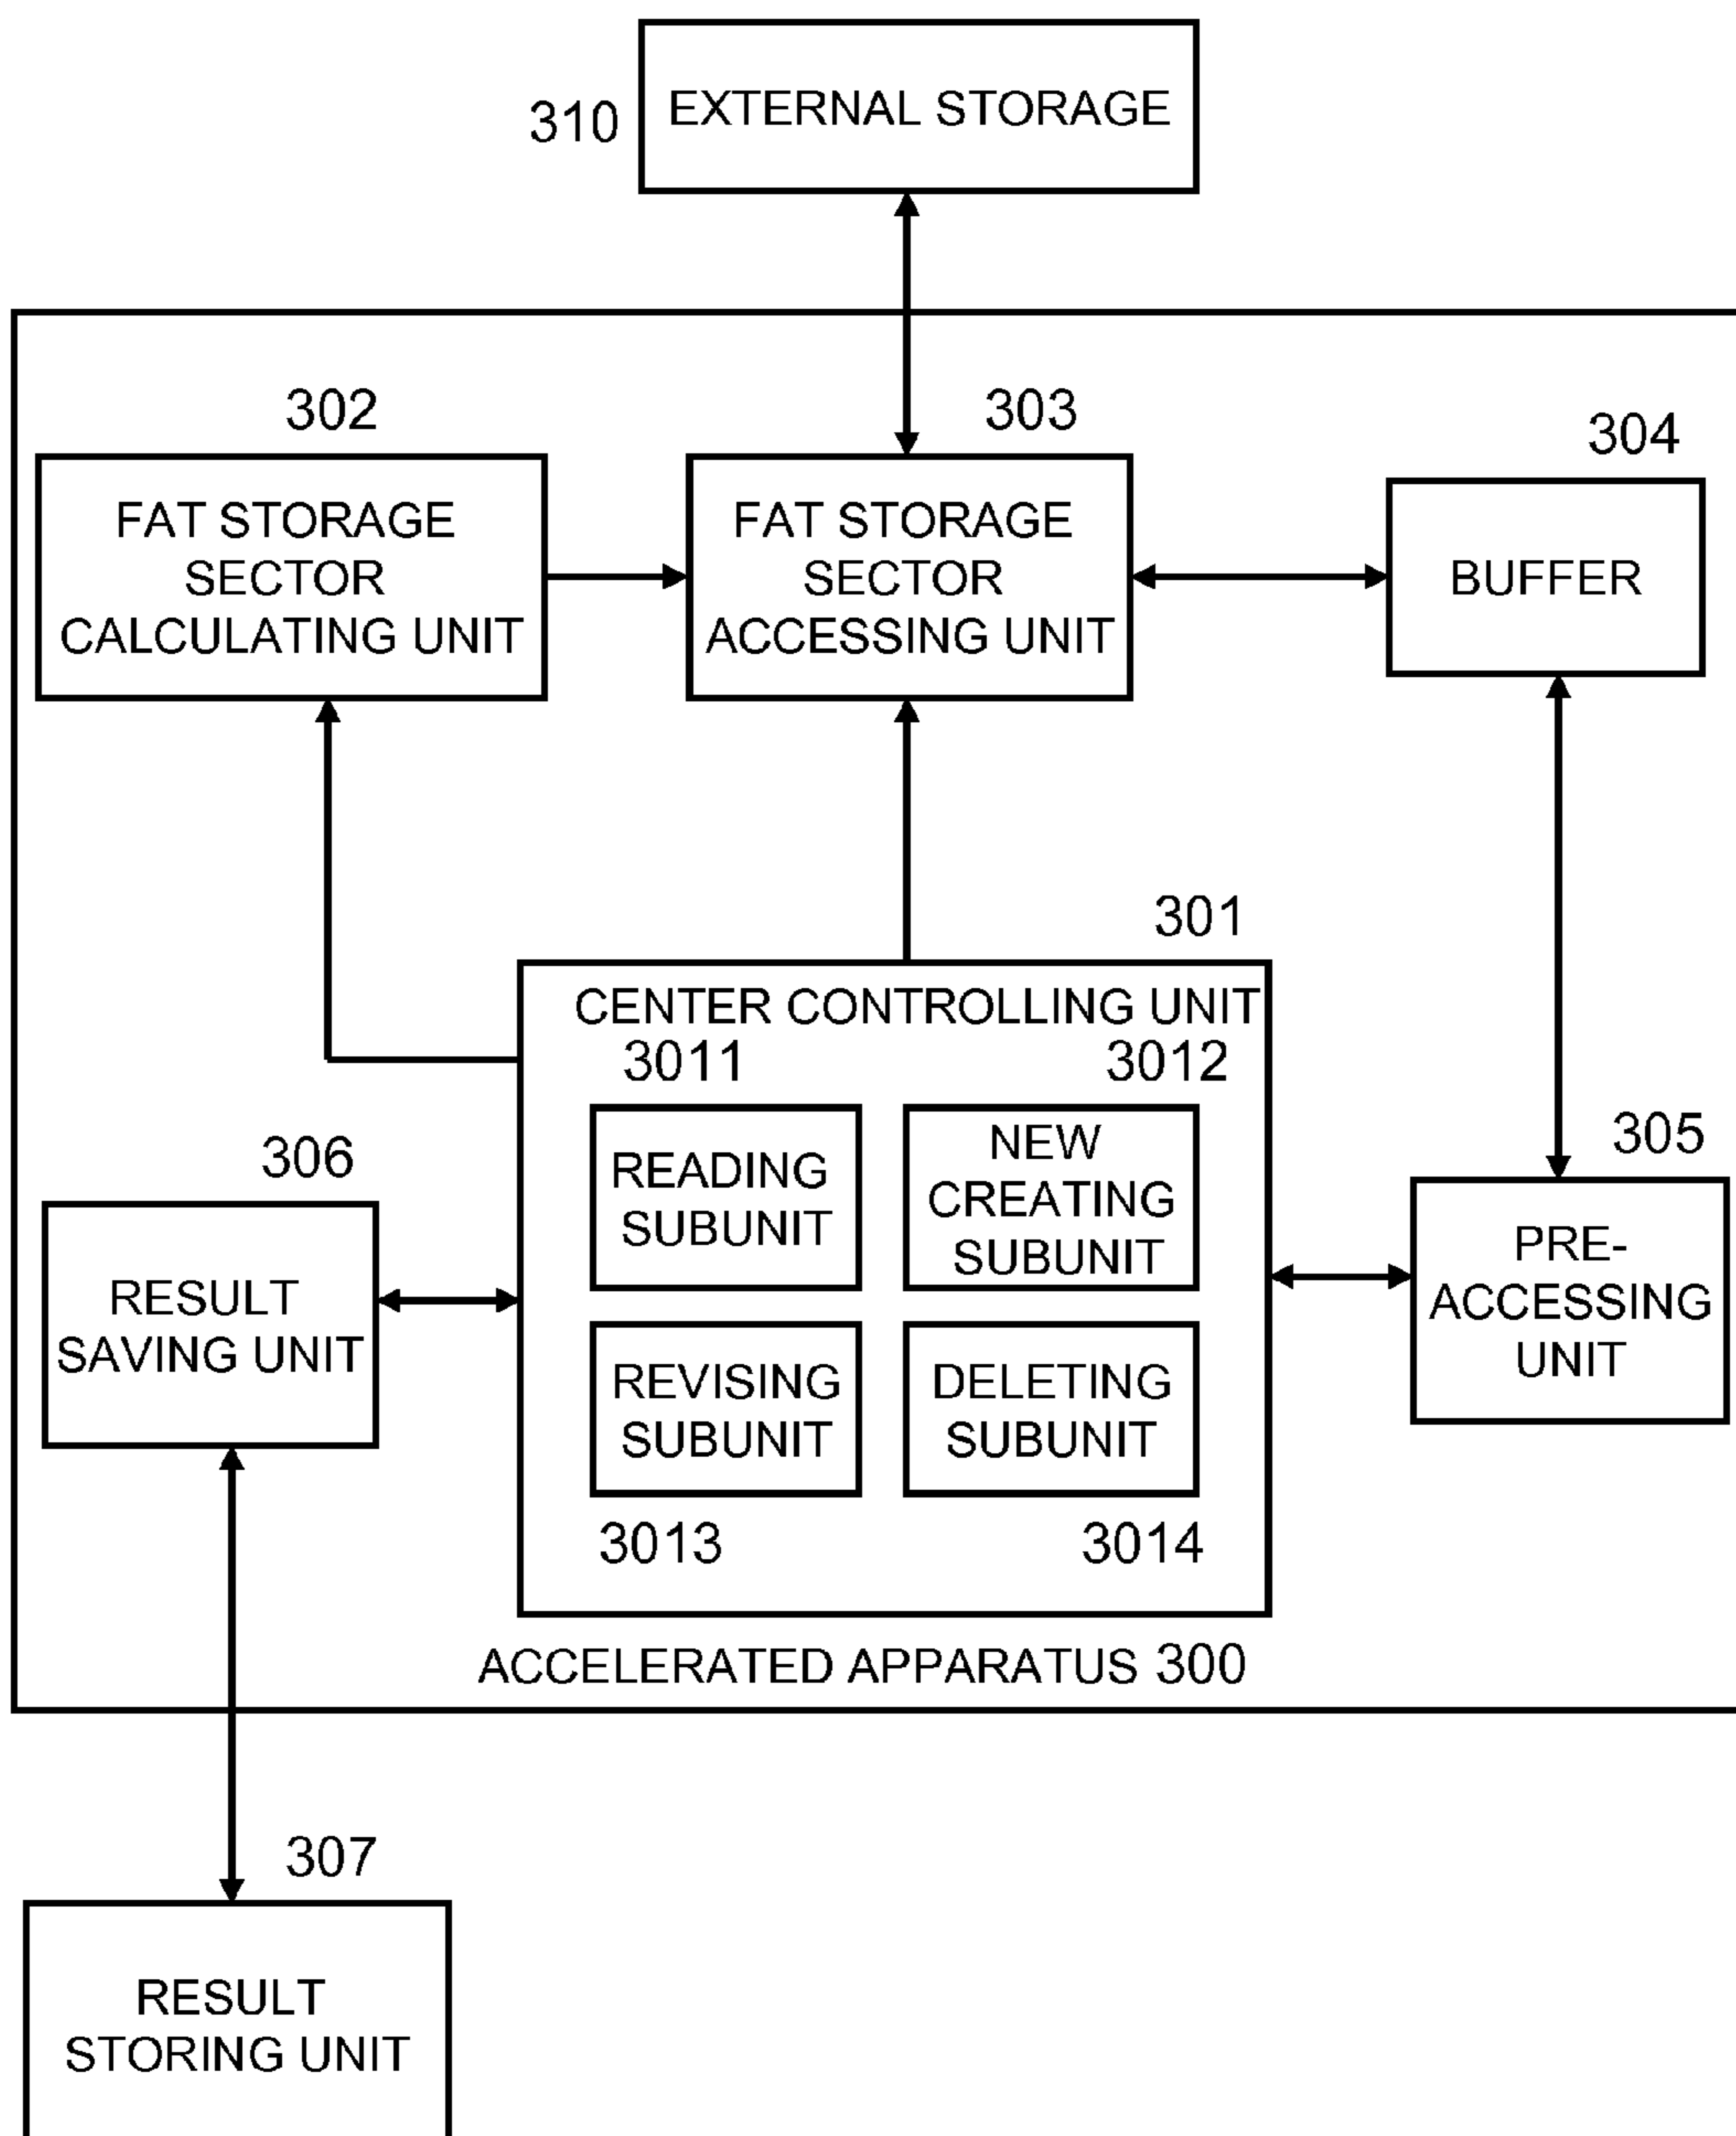 310
EXTERNAL STORAGE
302
303
304
FAT STORAGE
SECTOR
CALCULATING UNIT
FAT STORAGE
SECTOR
ACCESSING UNIT
BUFFER
301
CENTER CONTROLLING UNIT
3011
3012
READING
SUBUNIT
NEW
CREATING
SUBUNIT
REVISING
SUBUNIT
DELETING
SUBUNIT
3013
3014
306
RESULT
SAVING UNIT
305
PRE-
ACCESSING
UNIT
ACCELERATED APPARATUS 300
307
RESULT
STORING UNIT